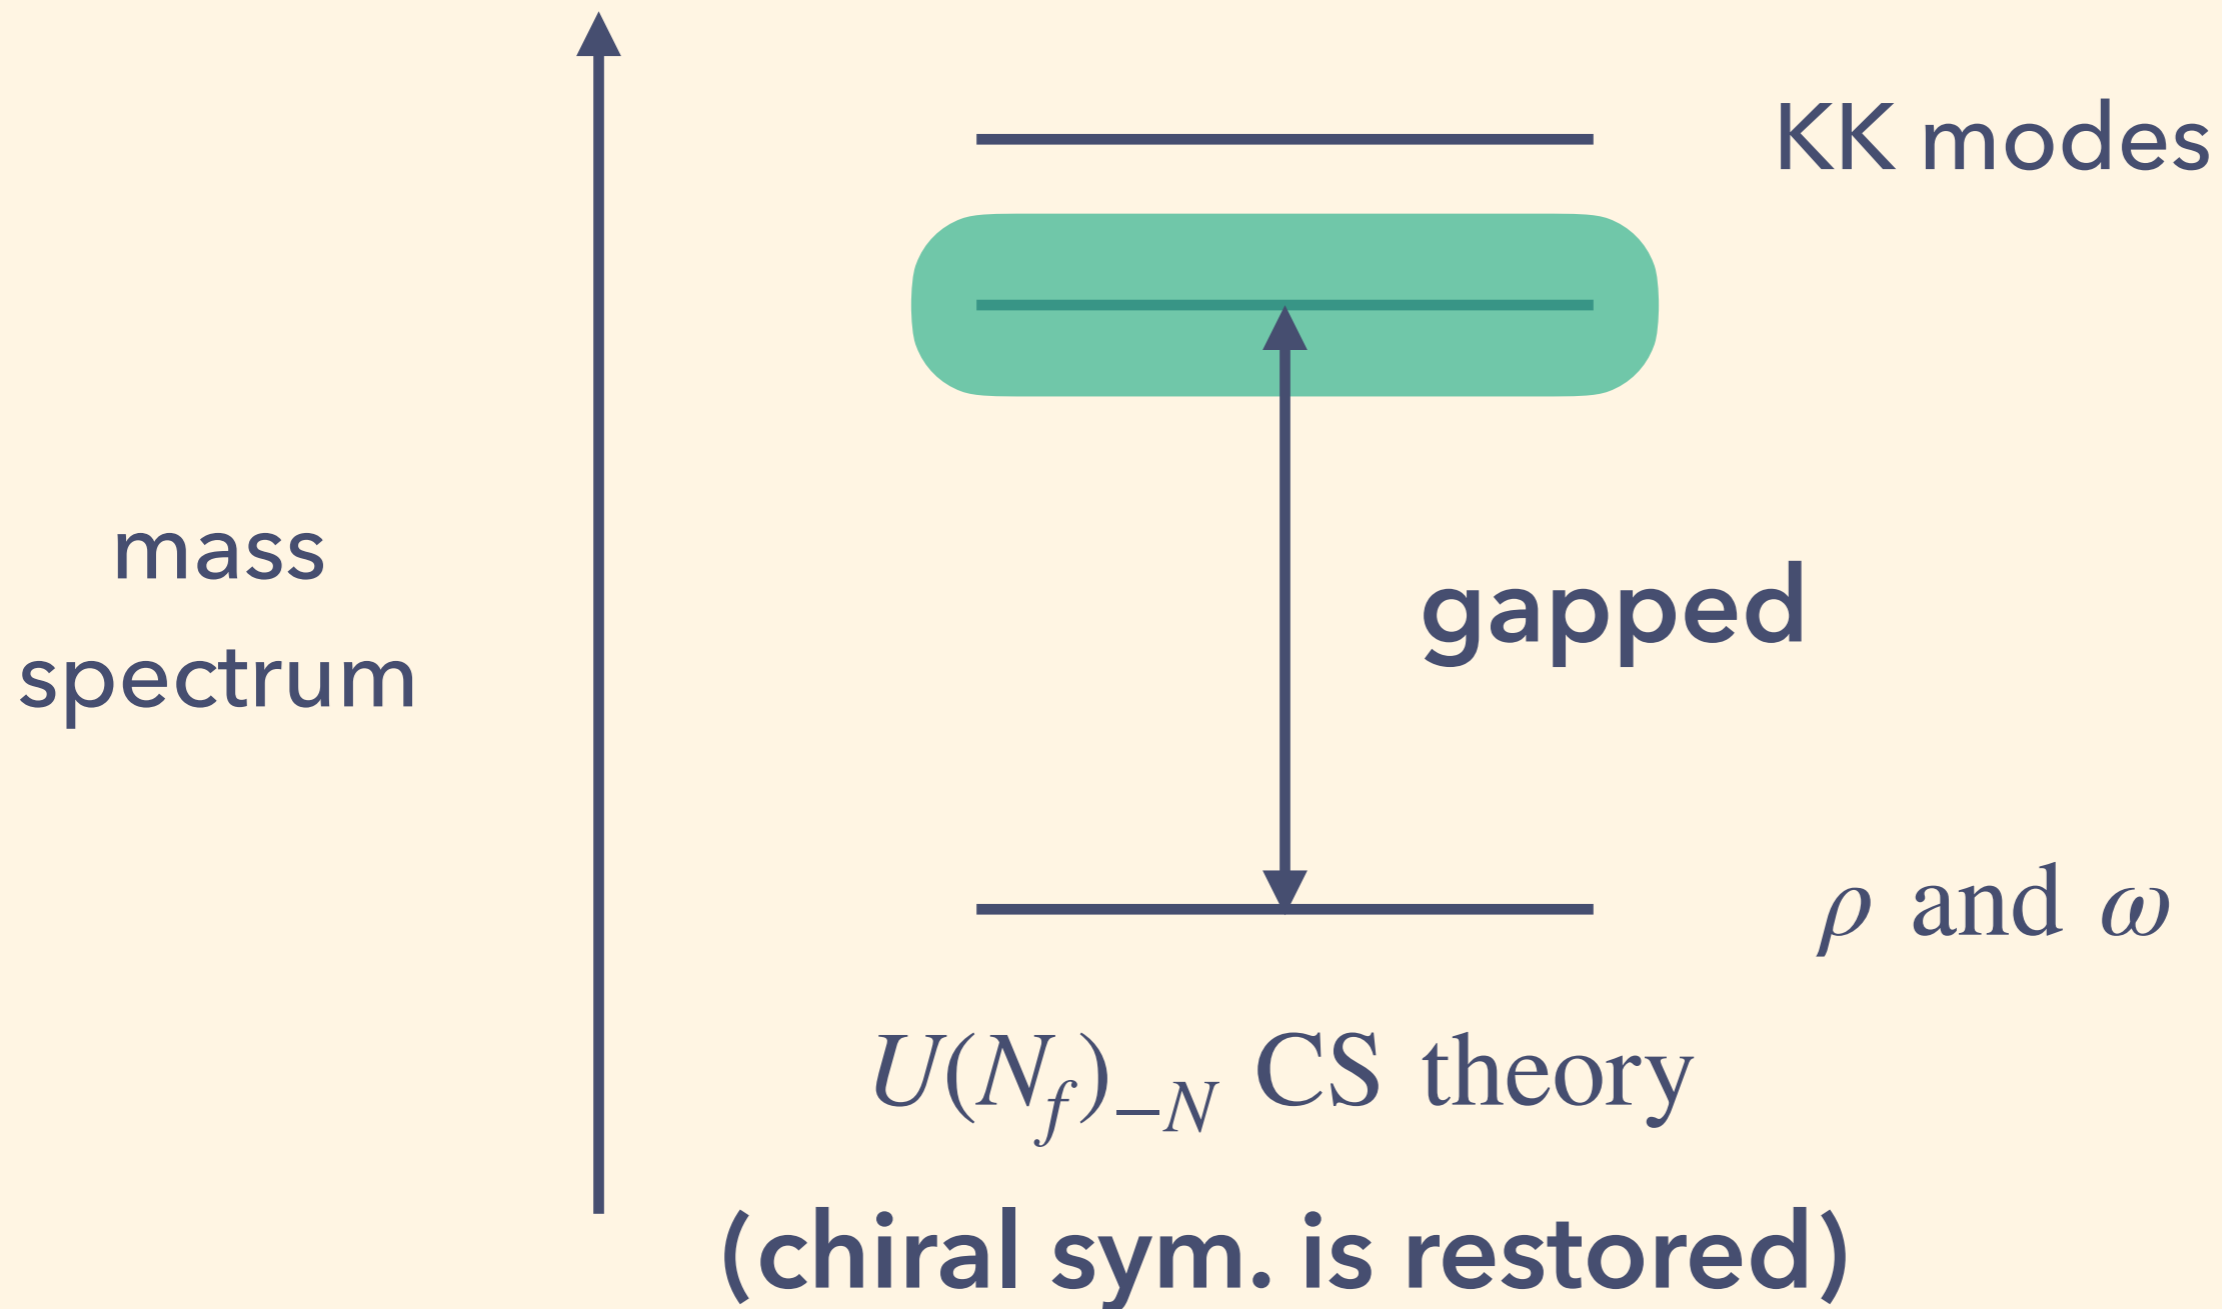 KK modes
mass
spectrum
gapped
ρ and ω
U(N_f)_{−N} CS theory
(chiral sym. is restored)